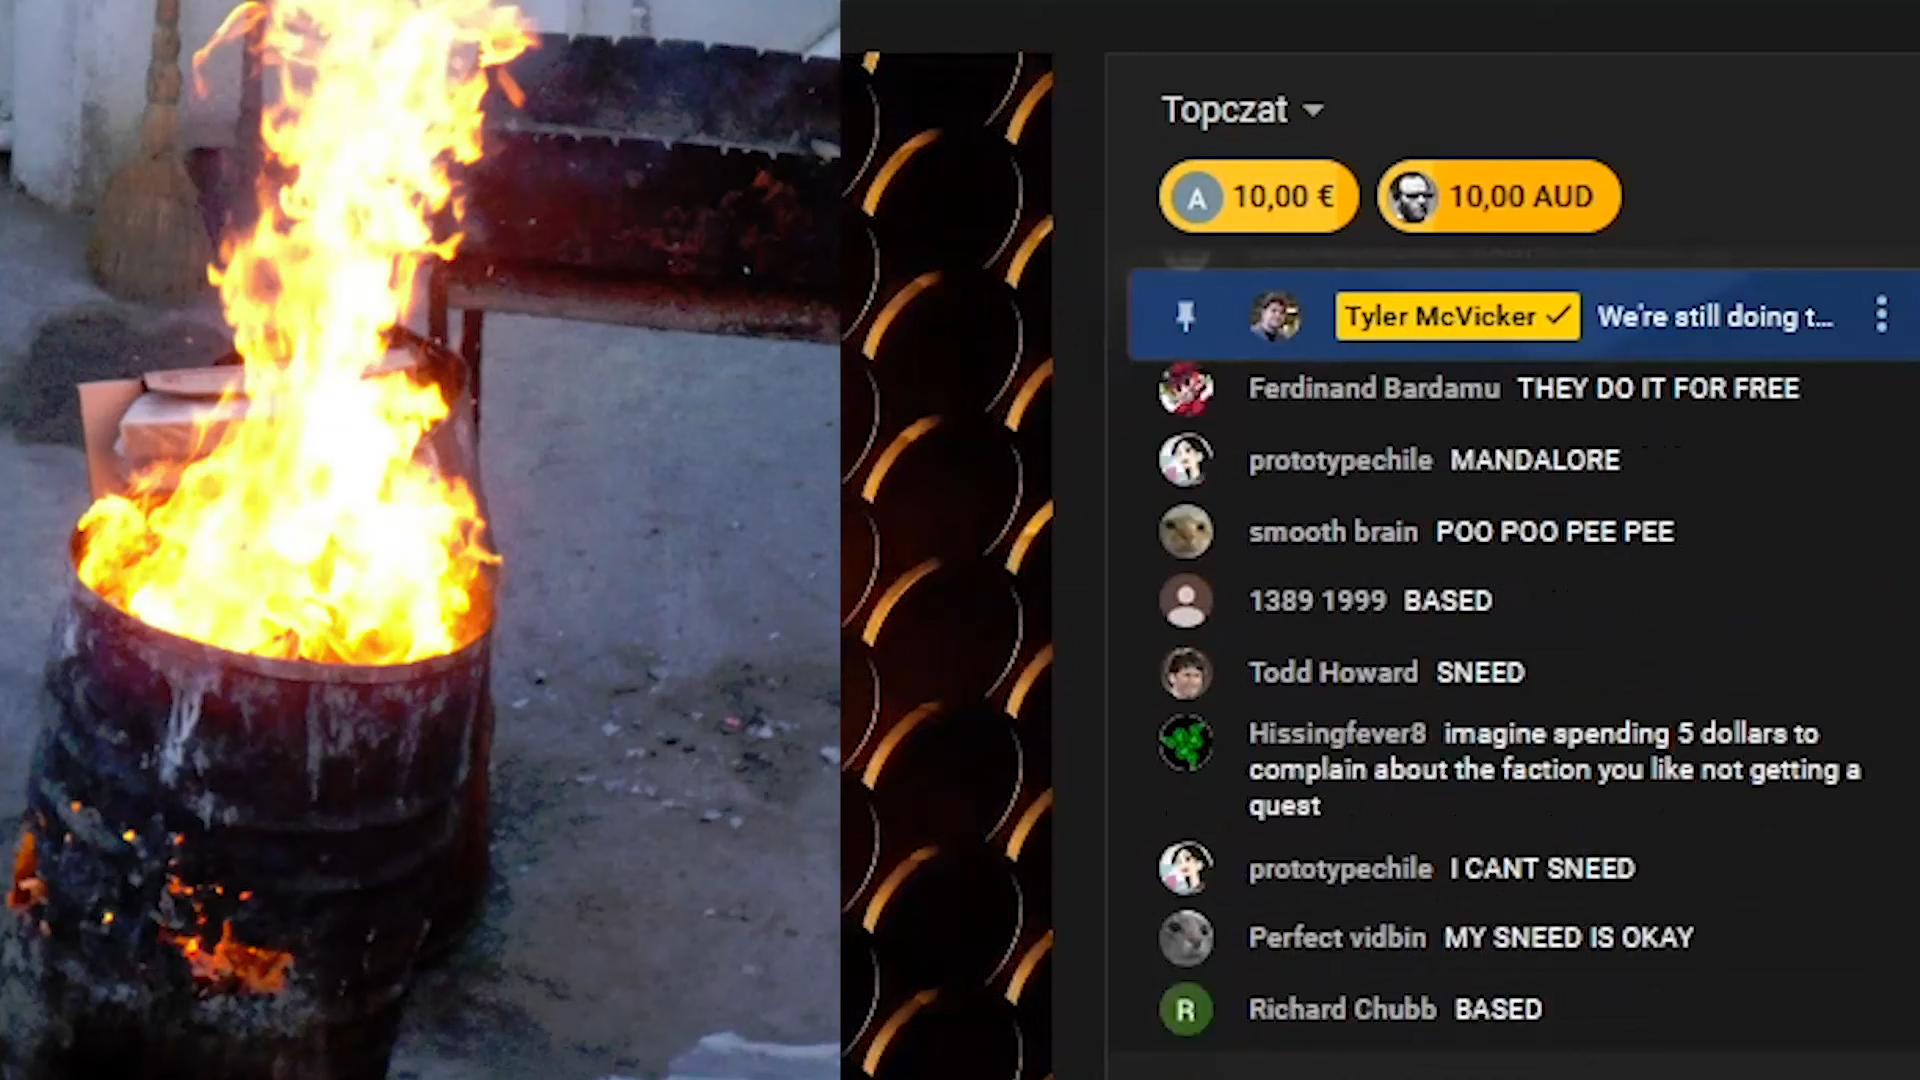 Topczat
A 10,00 € 10,00 AUD
Tyler McVicker We're still doing t...
Ferdinand Bardamu THEY DO IT FOR FREE
prototypechile MANDALORE
smooth brain POO POO PEE PEE
1389 1999 BASED
Todd Howard SNEED
Hissingfever8 imagine spending 5 dollars to
complain about the faction you like not getting a
quest
prototypechile I CANT SNEED
Perfect vidbin MY SNEED IS OKAY
R Richard Chubb BASED